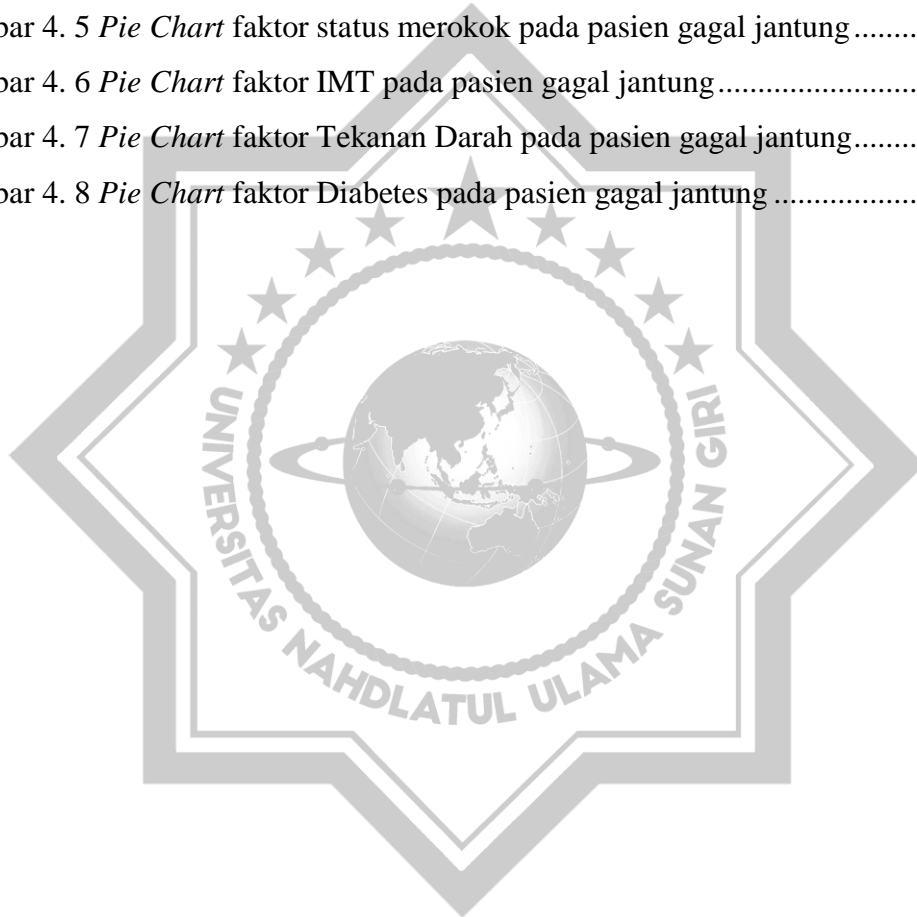 bar 4. 5 Pie Chart faktor status merokok pada pasien gagal jantung........
bar 4. 6 Pie Chart faktor IMT pada pasien gagal jantung.........................
bar 4. 7 Pie Chart faktor Tekanan Darah pada pasien gagal jantung........
bar 4. 8 Pie Chart faktor Diabetes pada pasien gagal jantung ..................
UNIVERSITAS NAHDLATUL ULAMA SUNAN GIRI